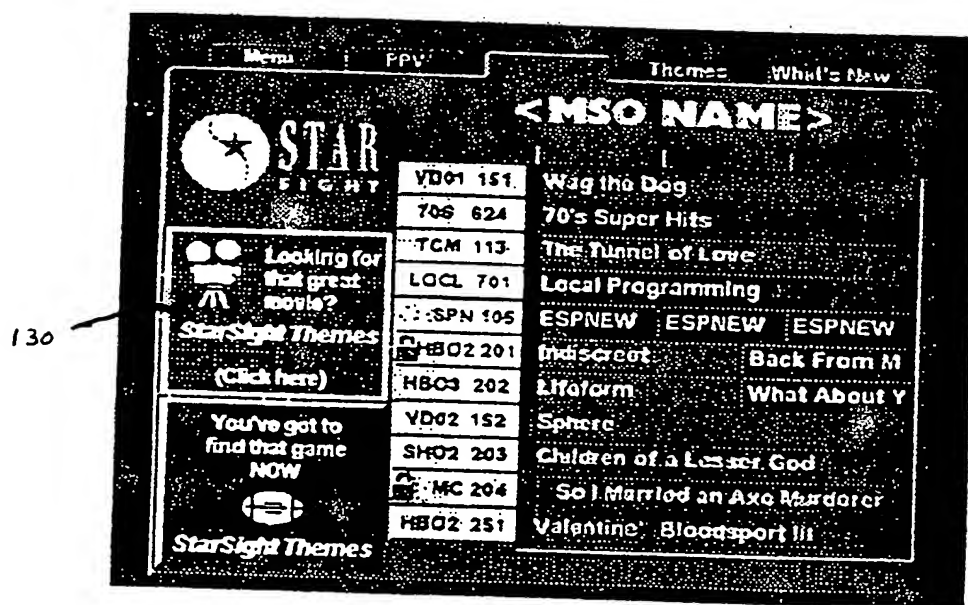 Menu PPV Themes What's New
<MSO NAME>
STAR
SIGHT
VD01 151 Wag the Dog
70S 624 70's Super Hits
TCM 113 The Tunnel of Love
LOCL 701 Local Programming
SPN 105 ESPNEW ESPNEW ESPNEW
HBO2 201 Indiscreet Back From M
HBO3 202 Lifeform What About Y
VD02 152 Sphere
SHO2 203 Children of a Lesser God
MC 204 So I Married an Axe Murderer
HBO2 251 Valentine' Bloodsport III
Looking for
that great
movie?
StarSight Themes
(Click here)
You've got to
find that game
NOW
StarSight Themes
130